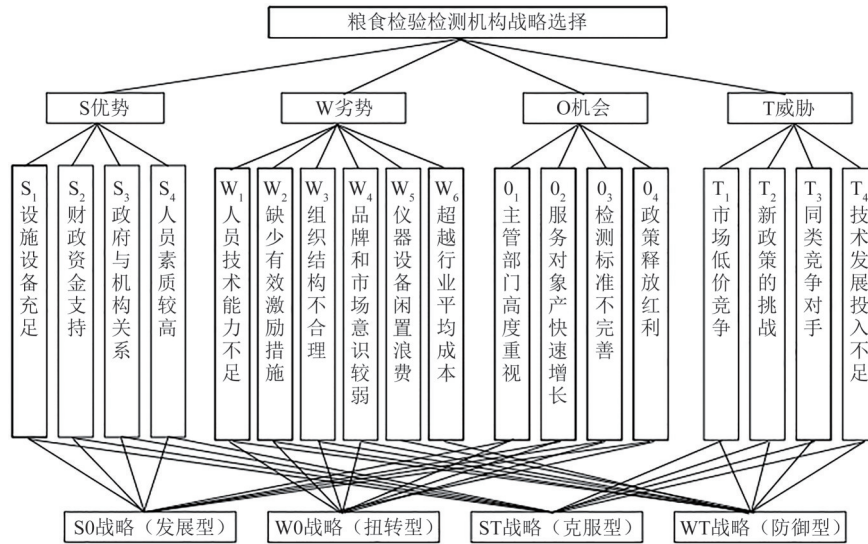 粮食检验检测机构战略选择
S优势
W劣势
O机会
T威胁
S₁设施设备充足
S₂财政资金支持
S₃政府与机构关系
S₄人员素质较高
W₁人员技术能力不足
W₂缺少有效激励措施
W₃组织结构不合理
W₄品牌和市场意识较弱
W₅仪器设备闲置浪费
W₆超越行业平均成本
0₁主管部门高度重视
0₂服务对象产快速增长
0₃检测标准不完善
0₄政策释放红利
T₁市场低价竞争
T₂新政策的挑战
T₃同类竞争对手
T₄技术发展投入不足
S0战略（发展型）
W0战略（扭转型）
ST战略（克服型）
WT战略（防御型）